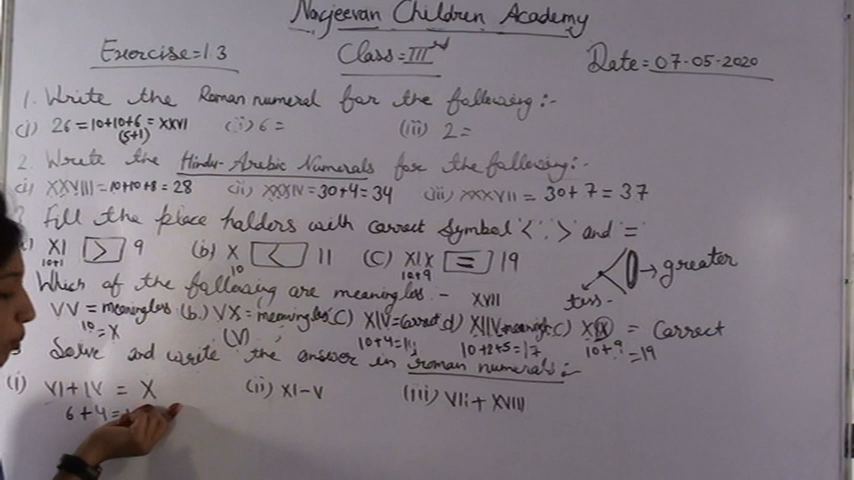 Navjeevan Children Academy
Exercise=1.3 Class=IIIrd Date=07-05-2020
1. Write the Roman numeral for the following:-
(i) 26=10+10+6=XXVI (ii) 6= (iii) 2=
(5+1)
2. Write the Hindu-Arabic Numerals for the following:-
(i) XXVIII=10+10+8=28 (ii) XXXIV=30+4=34 (iii) XXXVII=30+7=37
Fill the place holders with correct symbol '<', '>' and '='
XI > 9 (b) X < 11 (C) XIX = 19
10+1 10 10+9
greater
less
Which of the following are meaningless:- XVII
VV=meaningless (b.) VX=meaningless C) XIV=Correct d) XIIV=meaningl C) XIX = Correct
10=X (V) 10+4=14 10+2+5=17 10+9=19
Solve and write the answer in roman numerals:-
(i) VI+IV = X (ii) XI-V (iii) VII+XVIII
6+4=